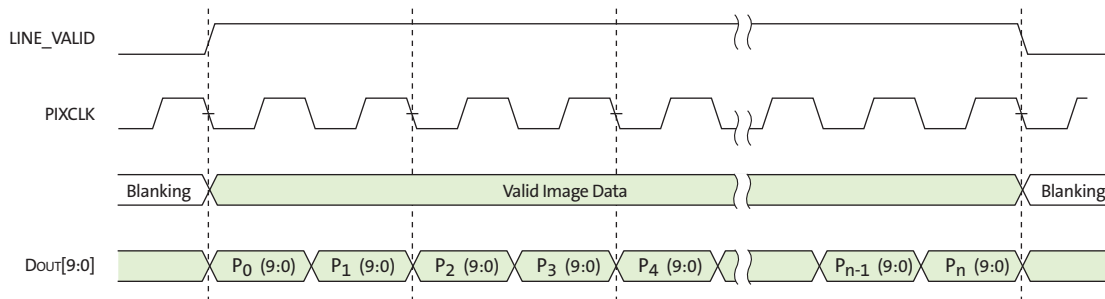 LINE_VALID
PIXCLK
Blanking Valid Image Data Blanking
DOUT[9:0] P0 (9:0) P1 (9:0) P2 (9:0) P3 (9:0) P4 (9:0) Pn-1 (9:0) Pn (9:0)